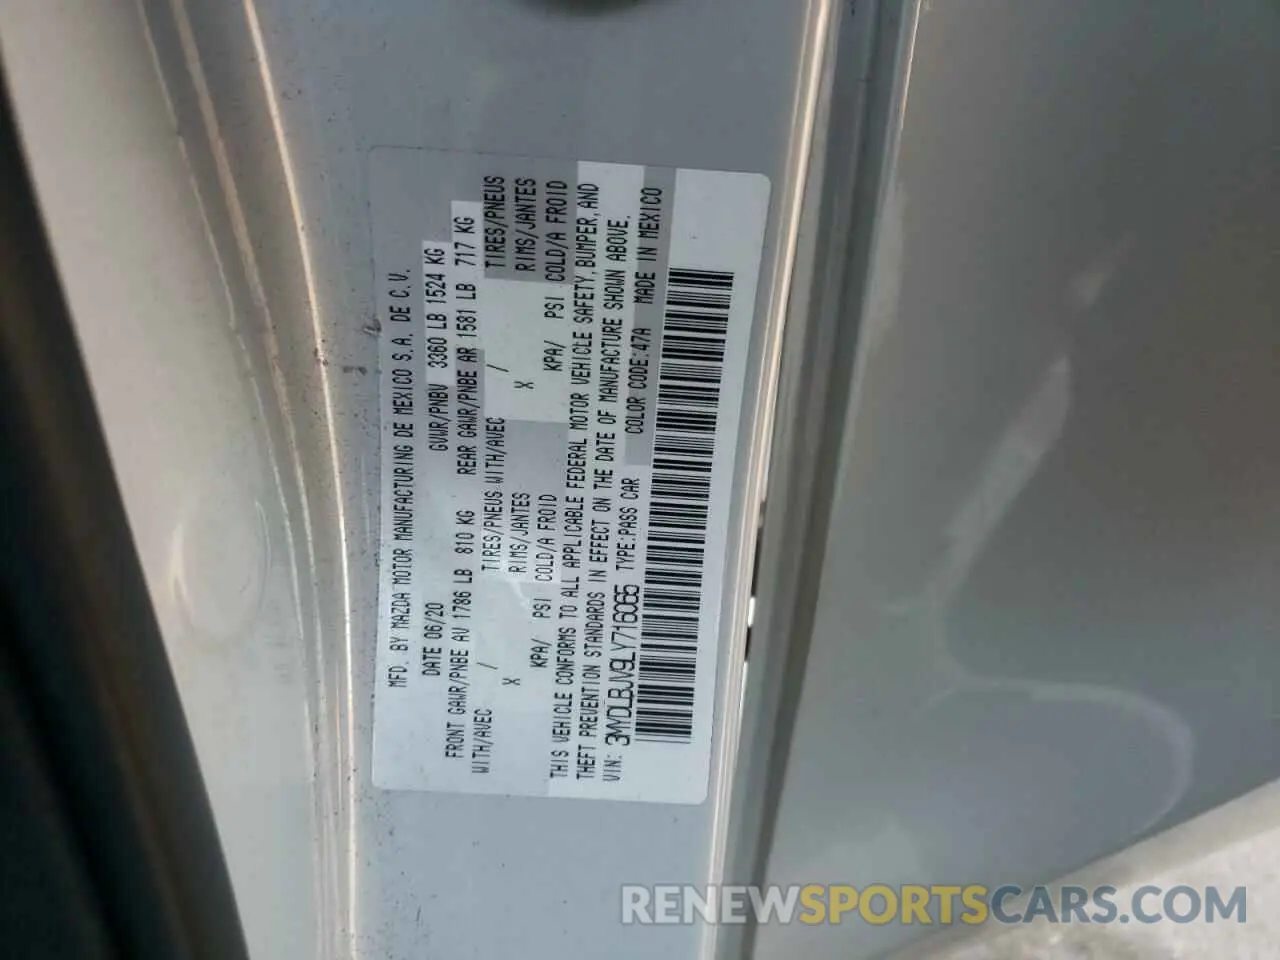 MFD. BY MAZDA MOTOR MANUFACTURING DE MEXICO S.A. DE C.V.
DATE 06/20 GVWR/PNBV 3360 LB 1524 KG
FRONT GAWR/PNBE AV 1786 LB 810 KG REAR GAWR/PNBE AR 1581 LB 717 KG
WITH/AVEC / TIRES/PNEUS WITH/AVEC / TIRES/PNEUS
X RIMS/JANTES X RIMS/JANTES
KPA/ PSI COLD/A FROID KPA/ PSI COLD/A FROID
THIS VEHICLE CONFORMS TO ALL APPLICABLE FEDERAL MOTOR VEHICLE SAFETY, BUMPER, AND
THEFT PREVENTION STANDARDS IN EFFECT ON THE DATE OF MANUFACTURE SHOWN ABOVE.
VIN: 3MYDLBJV9LY716065 TYPE:PASS CAR COLOR CODE:47A MADE IN MEXICO
RENEWSPORTSCARS.COM